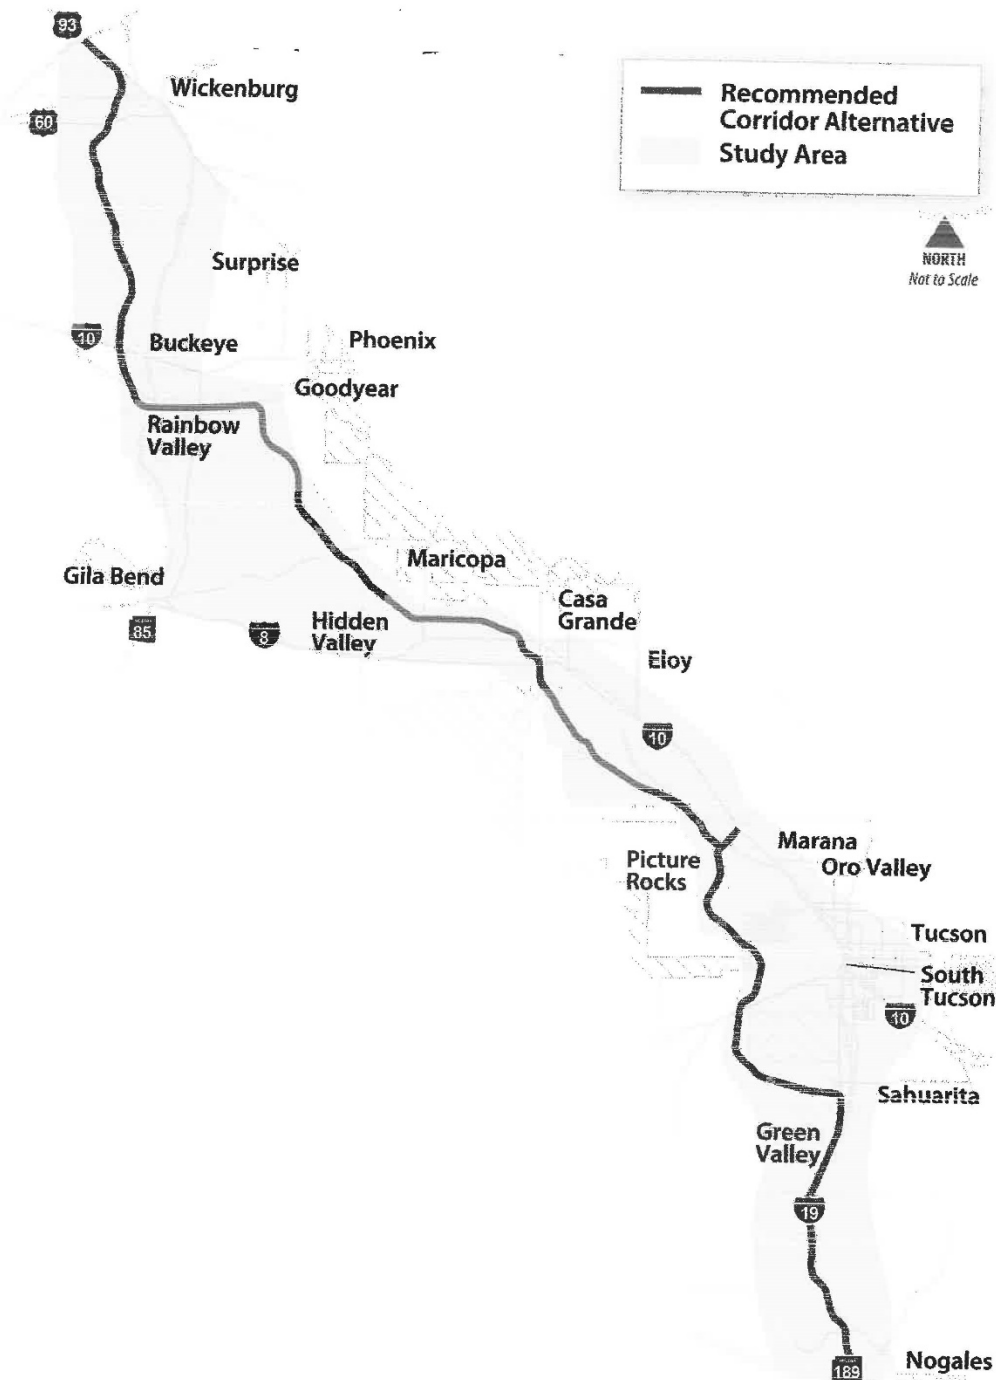 93
Wickenburg
60
Recommended
Corridor Alternative
Study Area
NORTH
Not to Scale
Surprise
10
Buckeye
Phoenix
Goodyear
Rainbow
Valley
Maricopa
Gila Bend
Casa
Grande
85
8
Hidden
Valley
Eloy
10
Marana
Oro Valley
Picture
Rocks
Tucson
South
Tucson
10
Sahuarita
Green
Valley
19
Nogales
189